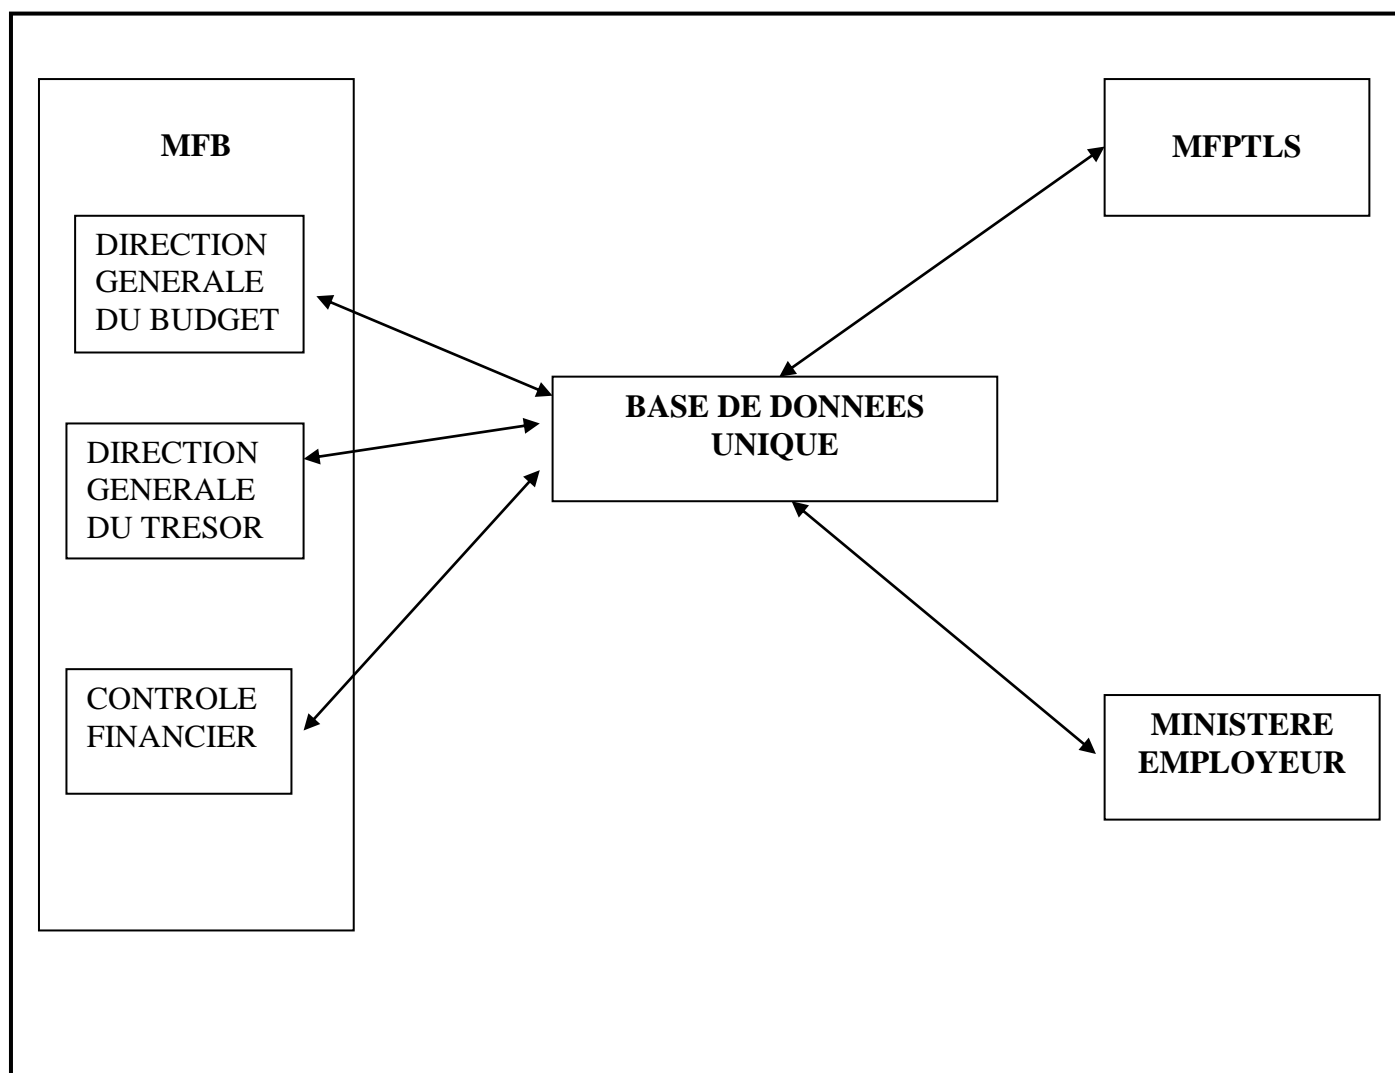 MFB
DIRECTION
GENERALE
DU BUDGET
DIRECTION
GENERALE
DU TRESOR
CONTROLE
FINANCIER
BASE DE DONNEES
UNIQUE
MFPTLS
MINISTERE
EMPLOYEUR